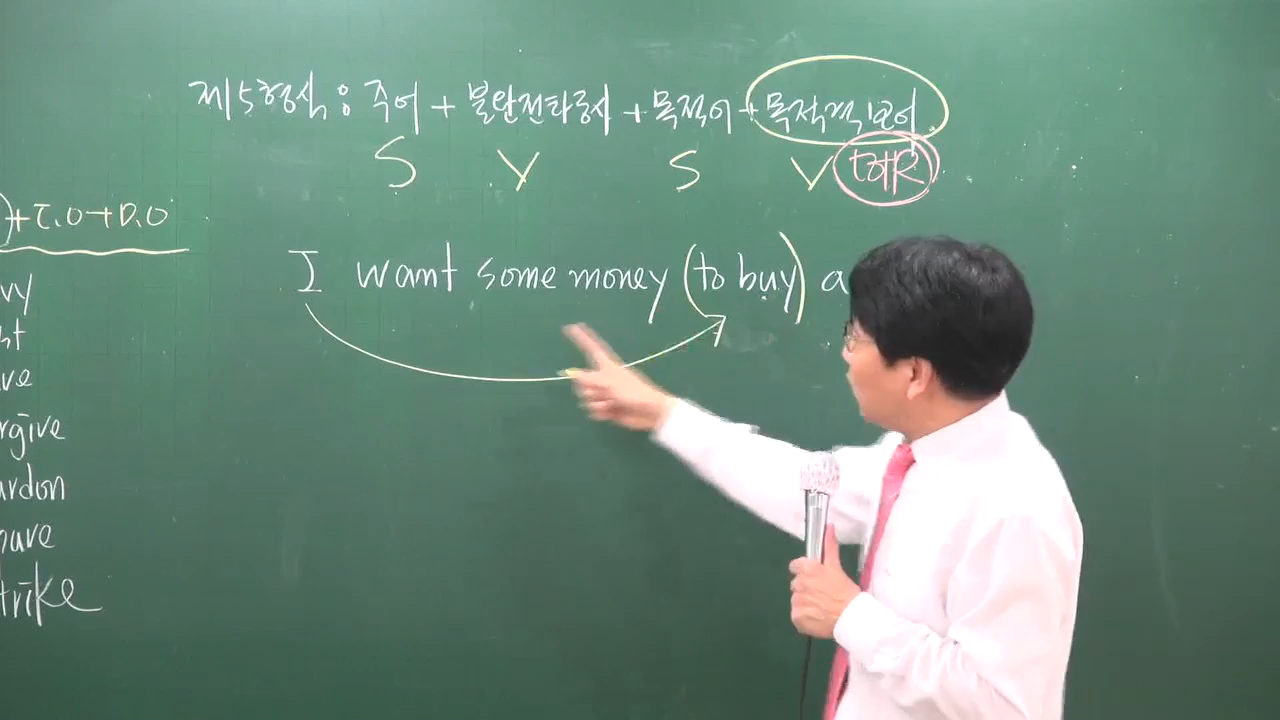 제5형식 : 주어 + 불완전타동사 + 목적어 + 목적격보어
S V S V to R
) + I.O + D.O
I want some money (to buy) a
vy
ht
ve
rgive
ardon
have
trike